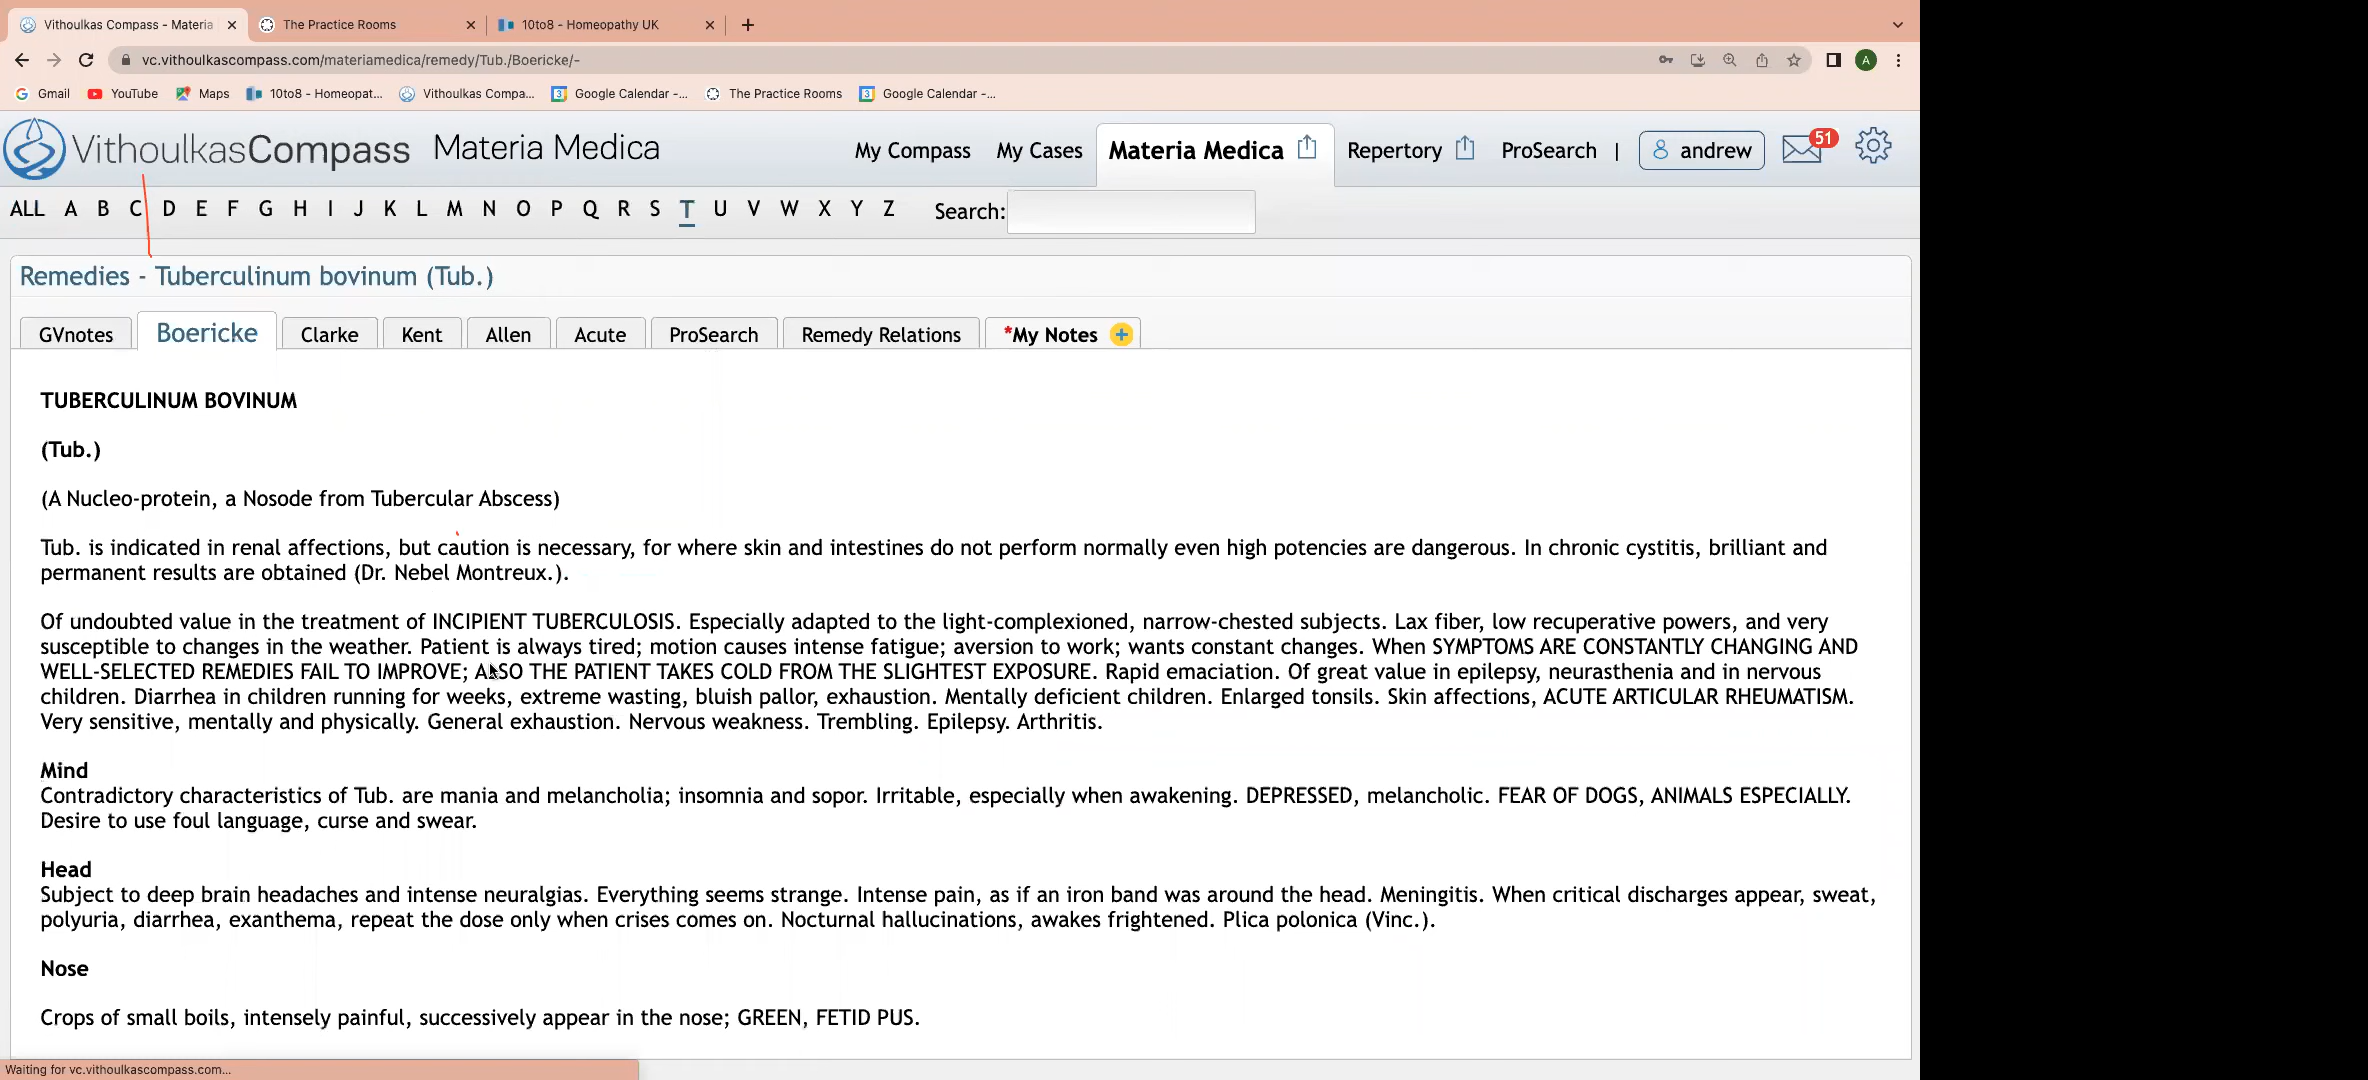 Vithoulkas Compass - Materia
The Practice Rooms
10to8 - Homeopathy UK
vc.vithoulkascompass.com/materiamedica/remedy/Tub./Boericke/-
A
Gmail YouTube Maps 10to8 - Homeopat... Vithoulkas Compa... Google Calendar -... The Practice Rooms Google Calendar -...
VithoulkasCompass Materia Medica My Compass My Cases Materia Medica Repertory ProSearch | andrew 51
ALL A B C D E F G H I J K L M N O P Q R S T U V W X Y Z Search:
Remedies - Tuberculinum bovinum (Tub.)
GVnotes Boericke Clarke Kent Allen Acute ProSearch Remedy Relations *My Notes +
TUBERCULINUM BOVINUM
(Tub.)
(A Nucleo-protein, a Nosode from Tubercular Abscess)
Tub. is indicated in renal affections, but caution is necessary, for where skin and intestines do not perform normally even high potencies are dangerous. In chronic cystitis, brilliant and
permanent results are obtained (Dr. Nebel Montreux.).
Of undoubted value in the treatment of INCIPIENT TUBERCULOSIS. Especially adapted to the light-complexioned, narrow-chested subjects. Lax fiber, low recuperative powers, and very
susceptible to changes in the weather. Patient is always tired; motion causes intense fatigue; aversion to work; wants constant changes. When SYMPTOMS ARE CONSTANTLY CHANGING AND
WELL-SELECTED REMEDIES FAIL TO IMPROVE; ALSO THE PATIENT TAKES COLD FROM THE SLIGHTEST EXPOSURE. Rapid emaciation. Of great value in epilepsy, neurasthenia and in nervous
children. Diarrhea in children running for weeks, extreme wasting, bluish pallor, exhaustion. Mentally deficient children. Enlarged tonsils. Skin affections, ACUTE ARTICULAR RHEUMATISM.
Very sensitive, mentally and physically. General exhaustion. Nervous weakness. Trembling. Epilepsy. Arthritis.
Mind
Contradictory characteristics of Tub. are mania and melancholia; insomnia and sopor. Irritable, especially when awakening. DEPRESSED, melancholic. FEAR OF DOGS, ANIMALS ESPECIALLY.
Desire to use foul language, curse and swear.
Head
Subject to deep brain headaches and intense neuralgias. Everything seems strange. Intense pain, as if an iron band was around the head. Meningitis. When critical discharges appear, sweat,
polyuria, diarrhea, exanthema, repeat the dose only when crises comes on. Nocturnal hallucinations, awakes frightened. Plica polonica (Vinc.).
Nose
Crops of small boils, intensely painful, successively appear in the nose; GREEN, FETID PUS.
Waiting for vc.vithoulkascompass.com...